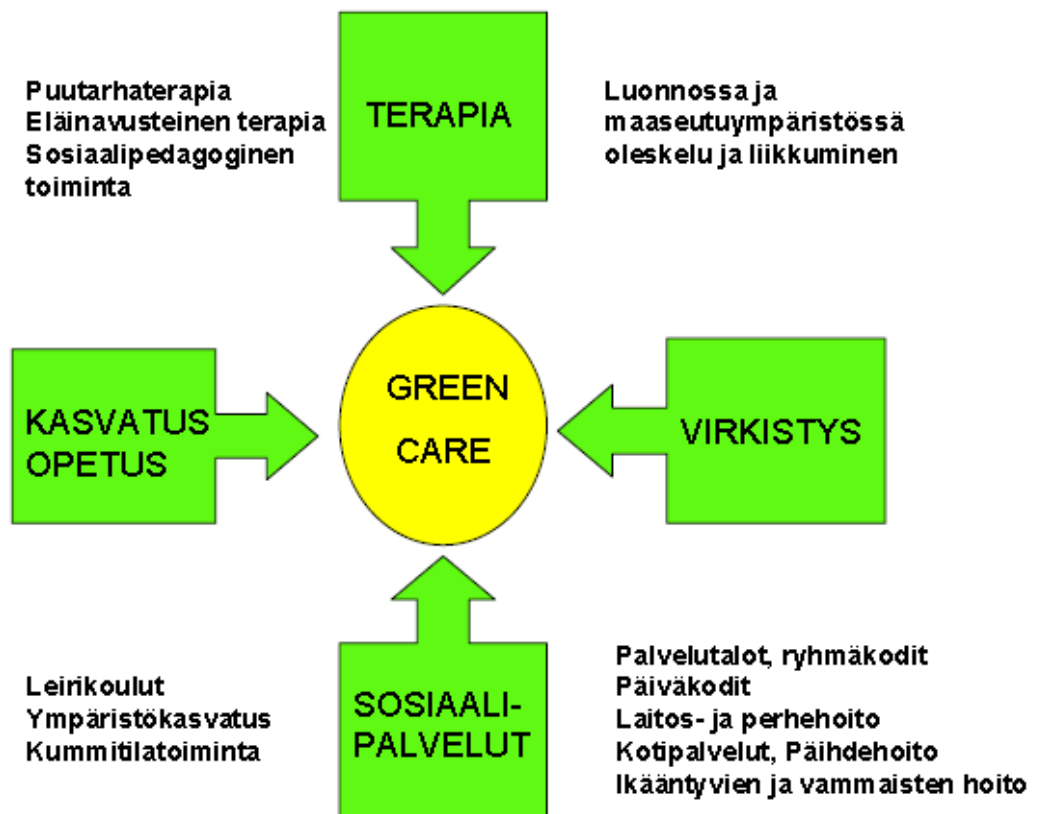 Puutarhaterapia
Eläinavusteinen terapia
Sosiaalipedagoginen
toiminta
TERAPIA
Luonnossa ja
maaseutuympäristössä
oleskelu ja liikkuminen
KASVATUS
OPETUS
GREEN
CARE
VIRKISTYS
Leirikoulut
Ympäristökasvatus
Kummitilatoiminta
SOSIAALI-
PALVELUT
Palvelutalot, ryhmäkodit
Päiväkodit
Laitos- ja perhehoito
Kotipalvelut, Päihdehoito
Ikääntyvien ja vammaisten hoito